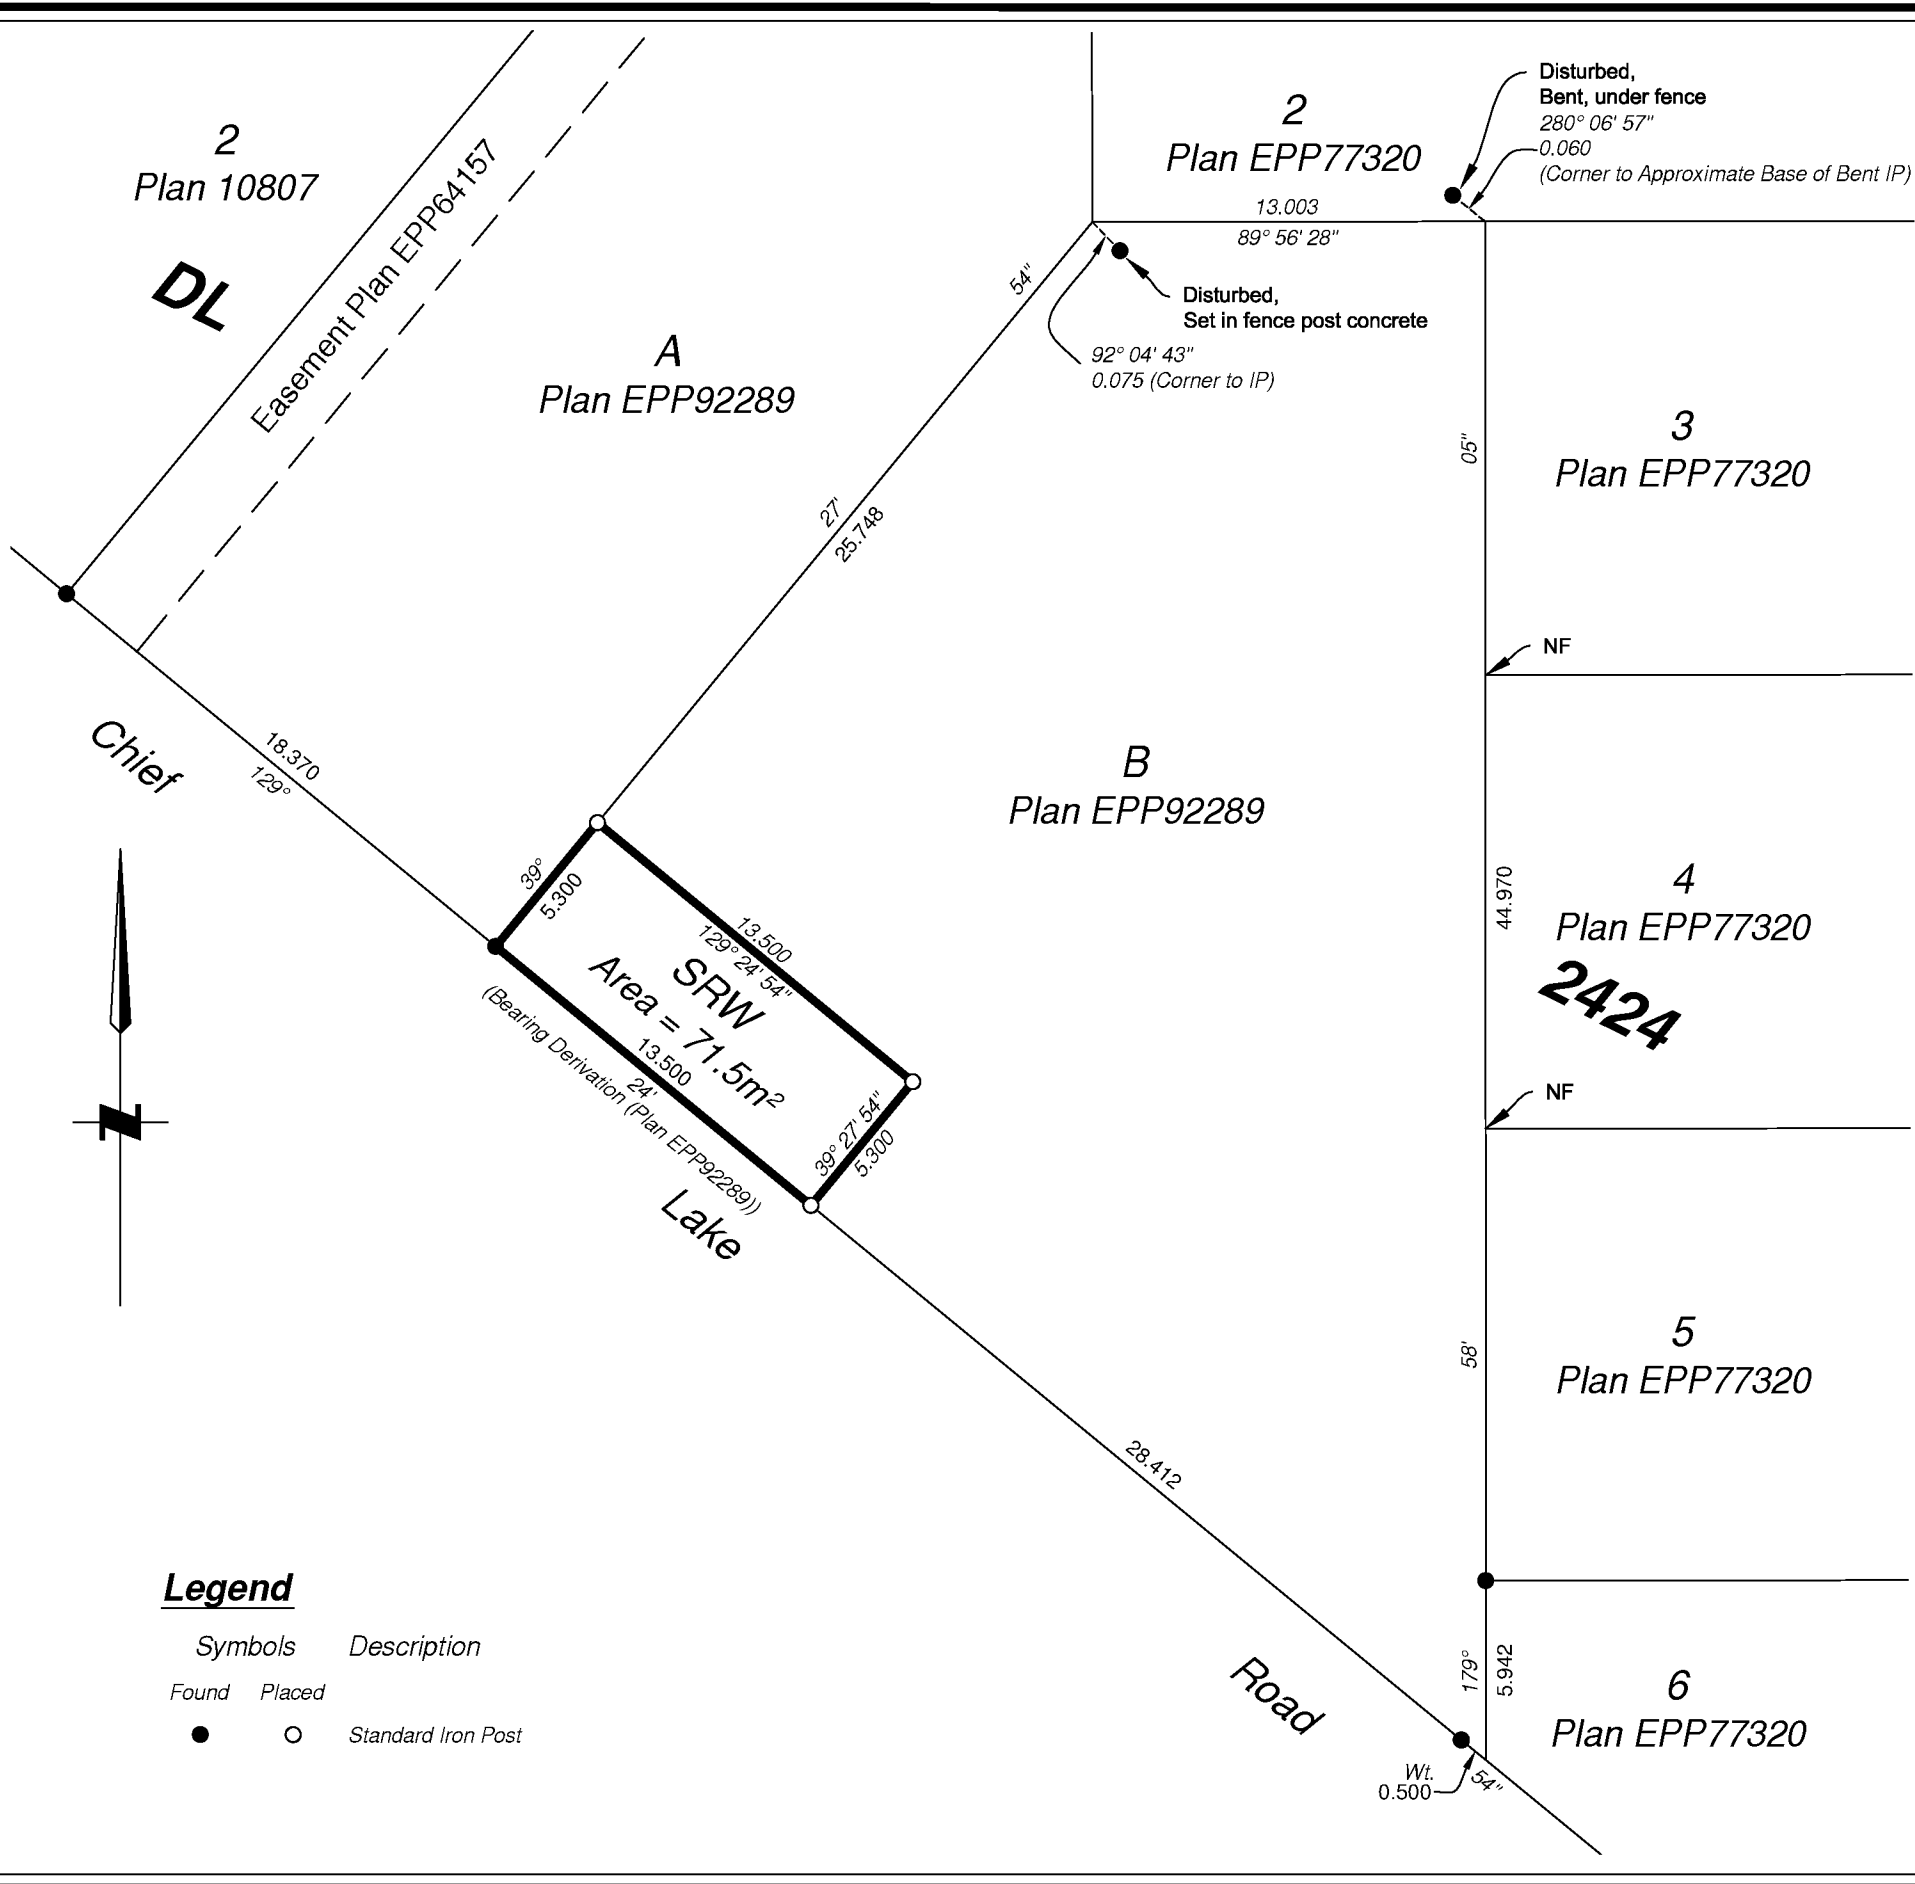 2
Plan 10807
DL
Easement Plan EPP64157
A
Plan EPP92289
2
Plan EPP77320
Disturbed,
Bent, under fence
280° 06' 57"
0.060
(Corner to Approximate Base of Bent IP)
13.003
89° 56' 28"
Disturbed,
Set in fence post concrete
92° 04' 43"
0.075 (Corner to IP)
54"
27'
25.748
05"
3
Plan EPP77320
NF
Chief
18.370
129°
B
Plan EPP92289
39°
5.300
13.500
129° 24' 54"
SRW
Area = 71.5m²
13.500
24'
(Bearing Derivation (Plan EPP92289))
39° 27' 54"
5.300
Lake
44.970
4
Plan EPP77320
2424
NF
58'
5
Plan EPP77320
28.412
Road
179°
5.942
6
Plan EPP77320
Wt.
0.500
54"
N
Legend
Symbols Description
Found Placed
Standard Iron Post